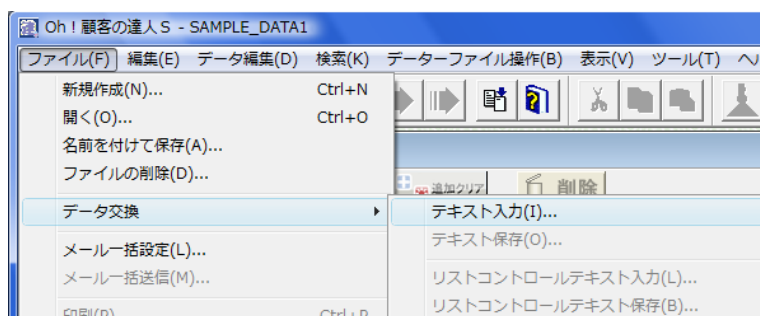 Oh！顧客の達人S - SAMPLE_DATA1
ファイル(F) 編集(E) データ編集(D) 検索(K) データーファイル操作(B) 表示(V) ツール(T) ヘ
新規作成(N)... Ctrl+N
開く(O)... Ctrl+O
名前を付けて保存(A)...
ファイルの削除(D)...
追加クリア 削除
データ交換 テキスト入力(I)...
テキスト保存(O)...
メール一括設定(L)...
メール一括送信(M)... リストコントロールテキスト入力(L)...
リストコントロールテキスト保存(B)...
印刷(P) Ctrl+P